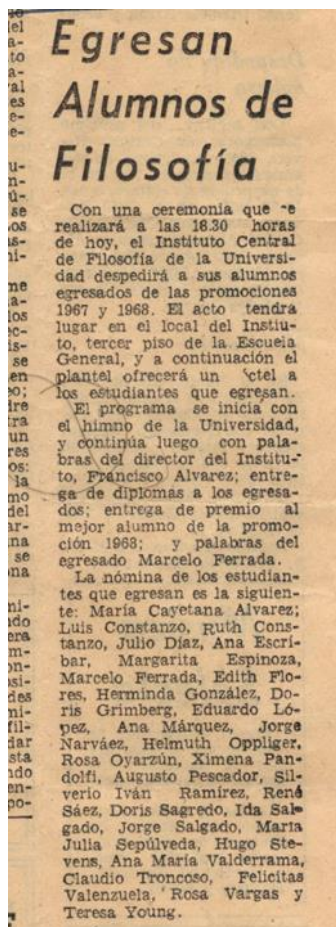 Egresan
Alumnos de
Filosofía
Con una ceremonia que se
realizará a las 18.30 horas
de hoy, el Instituto Central
de Filosofía de la Universi-
dad despedirá a sus alumnos
egresados de las promociones
1967 y 1968. El acto tendrá
lugar en el local del Instiu-
to, tercer piso de la Escuela
General, y a continuación el
plantel ofrecerá un ctel a
los estudiantes que egresan.
El programa se inicia con
el himno de la Universidad,
y continúa luego con pala-
bras del director del Institu-
to, Francisco Alvarez; entre-
ga de diplomas a los egresa-
dos; entrega de premio al
mejor alumno de la promo-
ción 1968; y palabras del
egresado Marcelo Ferrada.
La nómina de los estudian-
tes que egresan es la siguien-
te: María Cayetana Alvarez;
Luis Constanzo, Ruth Cons-
tanzo, Julio Díaz, Ana Escri-
bar, Margarita Espinoza,
Marcelo Ferrada, Edith Flo-
res, Herminda González, Do-
ris Grimberg, Eduardo Ló-
pez, Ana Márquez, Jorge
Narváez, Helmuth Oppliger,
Rosa Oyarzún, Ximena Pan-
dolfi, Augusto Pescador, Sil-
verio Iván Ramírez, René
Sáez, Doris Sagredo, Ida Sal-
gado, Jorge Salgado, María
Julia Sepúlveda, Hugo Ste-
vens, Ana María Valderrama,
Claudio Troncoso, Felicitas
Valenzuela, Rosa Vargas y
Teresa Young.